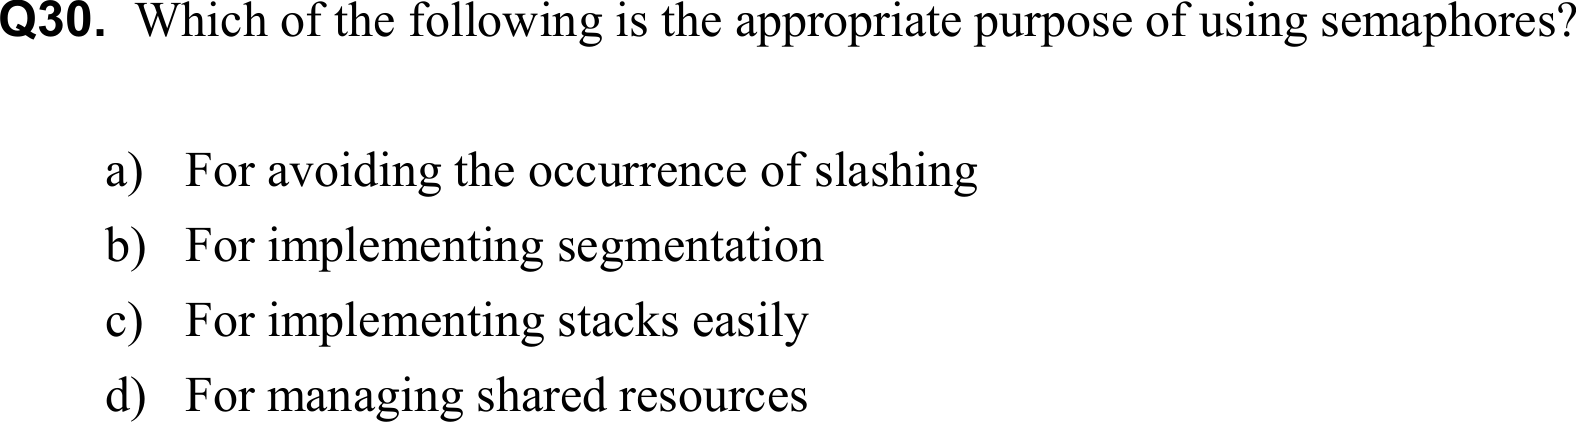 Q30. Which of the following is the appropriate purpose of using semaphores?
a) For avoiding the occurrence of slashing
b) For implementing segmentation
c) For implementing stacks easily
d) For managing shared resources